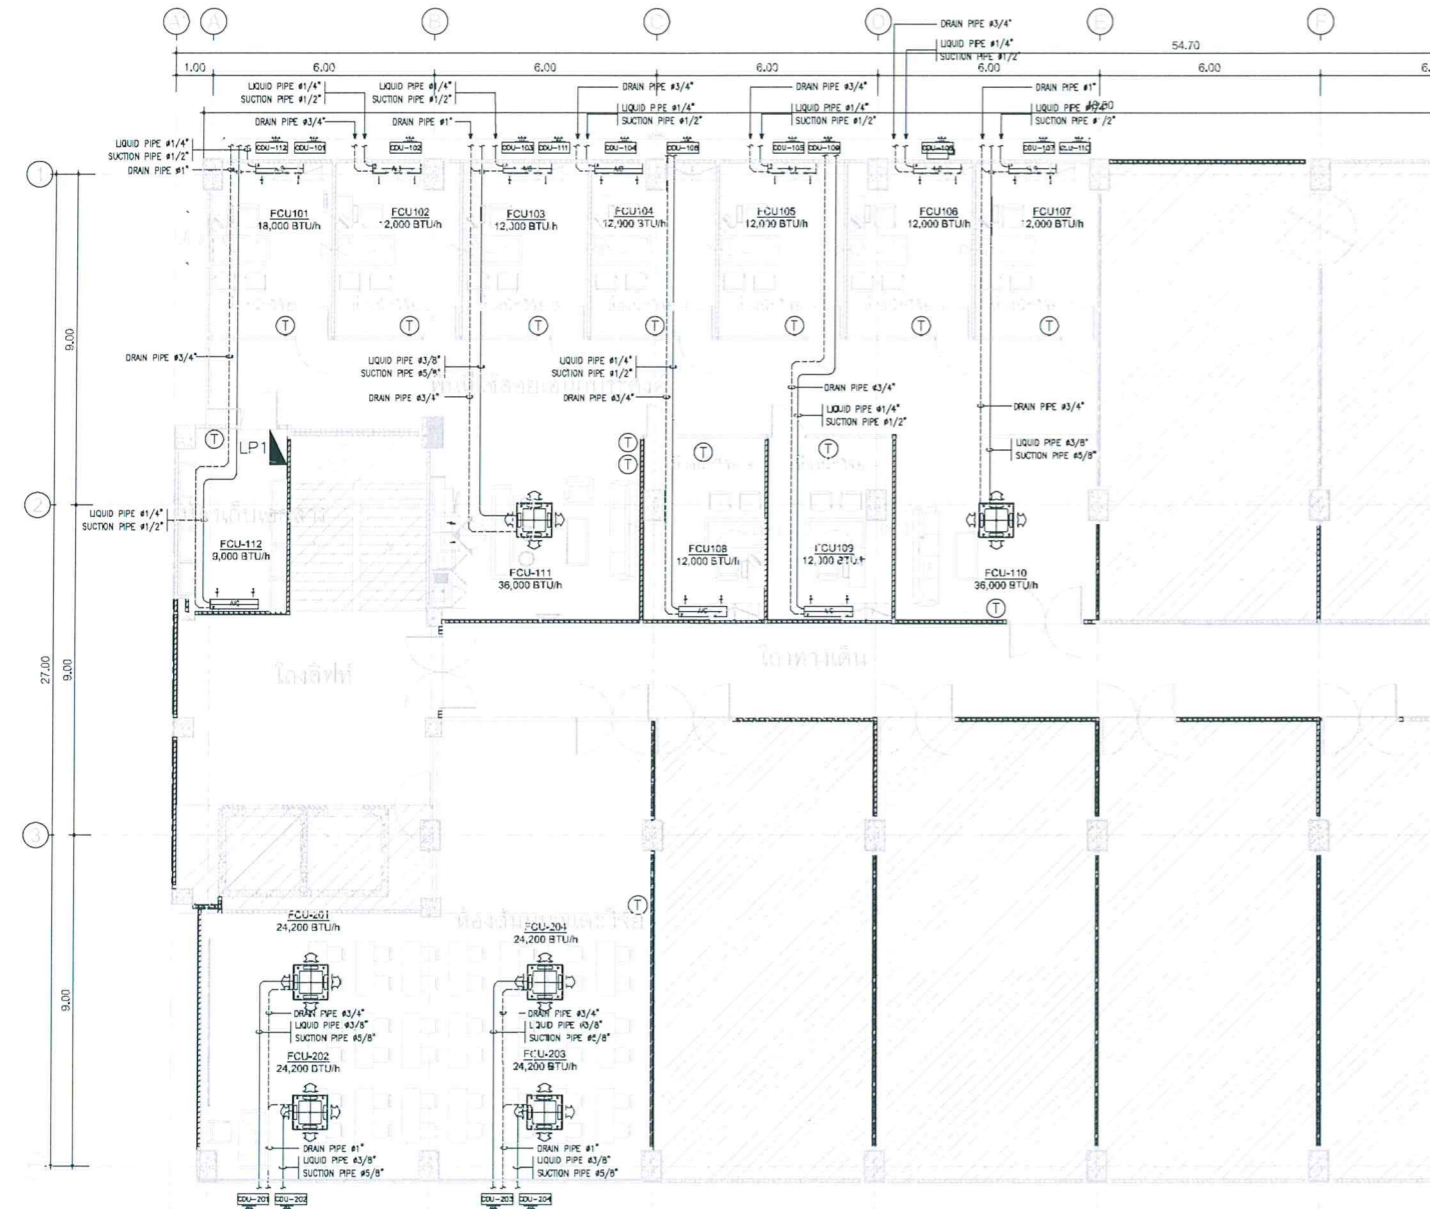 A' A B C D E F
54.70
1.00 6.00 6.00 6.00 6.00 6.00 6.
DRAIN PIPE ø3/4"
LIQUID PIPE ø1/4"
SUCTION PIPE ø1/2"
LIQUID PIPE ø1/4"
SUCTION PIPE ø1/2"
DRAIN PIPE ø3/4"
LIQUID PIPE ø1/4"
SUCTION PIPE ø1/2"
DRAIN PIPE ø1"
DRAIN PIPE ø3/4"
LIQUID PIPE ø1/4"
SUCTION PIPE ø1/2"
DRAIN PIPE ø3/4"
LIQUID PIPE ø1/4"
SUCTION PIPE ø1/2"
DRAIN PIPE ø1"
LIQUID PIPE ø1/4"
SUCTION PIPE ø1/2"
DRAIN PIPE ø1"
CDU-112 CDU-101 CDU-102 CDU-103 CDU-111 CDU-104 CDU-105 CDU-109 CDU-106 CDU-107 CDU-110
1
FCU101
18,000 BTU/h
FCU102
12,000 BTU/h
FCU103
12,000 BTU/h
FCU104
12,000 BTU/h
FCU105
12,000 BTU/h
FCU106
12,000 BTU/h
FCU107
12,000 BTU/h
T T T T T T T
9.00
DRAIN PIPE ø3/4"
LIQUID PIPE ø3/8"
SUCTION PIPE ø5/8"
DRAIN PIPE ø3/4"
LIQUID PIPE ø1/4"
SUCTION PIPE ø1/2"
DRAIN PIPE ø3/4"
DRAIN PIPE ø3/4"
LIQUID PIPE ø1/4"
SUCTION PIPE ø1/2"
DRAIN PIPE ø3/4"
LIQUID PIPE ø3/8"
SUCTION PIPE ø5/8"
T LP1 T T T T
2
LIQUID PIPE ø1/4"
SUCTION PIPE ø1/2"
FCU-112
9,000 BTU/h
A/C
FCU-111
36,000 BTU/h
FCU108
12,000 BTU/h
A/C
FCU109
12,000 BTU/h
A/C
FCU-110
36,000 BTU/h
T
27.00
9.00
โถงลิฟท์
โถงทางเดิน
3
T
9.00
FCU-201
24,200 BTU/h
FCU-204
24,200 BTU/h
DRAIN PIPE ø3/4"
LIQUID PIPE ø3/8"
SUCTION PIPE ø5/8"
DRAIN PIPE ø3/4"
LIQUID PIPE ø3/8"
SUCTION PIPE ø5/8"
FCU-202
24,200 BTU/h
FCU-203
24,200 BTU/h
DRAIN PIPE ø1"
LIQUID PIPE ø3/8"
SUCTION PIPE ø5/8"
DRAIN PIPE ø1"
LIQUID PIPE ø3/8"
SUCTION PIPE ø5/8"
CDU-201 CDU-202 CDU-203 CDU-204